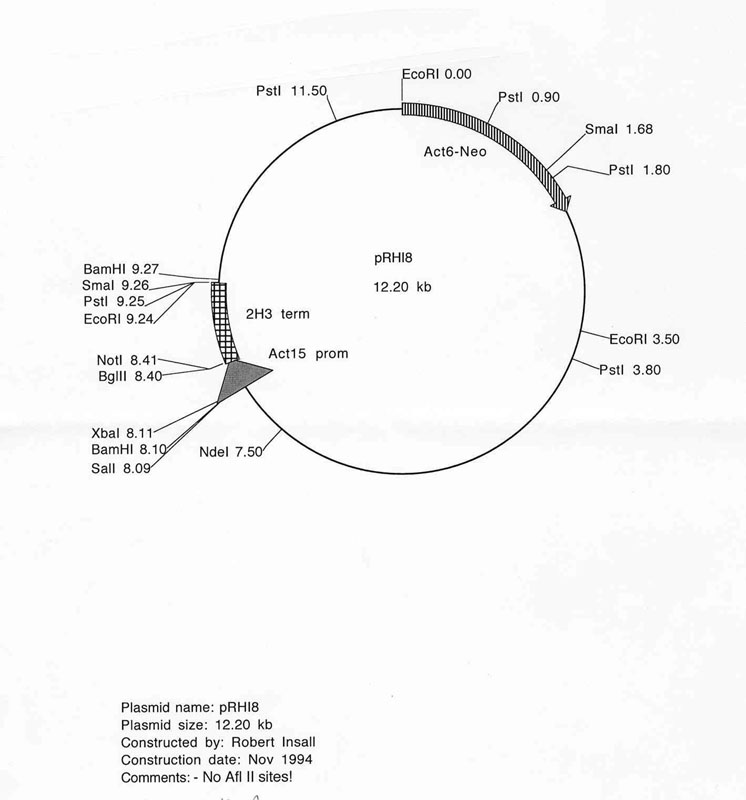 EcoRI 0.00
PstI 11.50
PstI 0.90
SmaI 1.68
Act6-Neo
PstI 1.80
pRHI8
BamHI 9.27
SmaI 9.26
12.20 kb
PstI 9.25
EcoRI 9.24
2H3 term
EcoRI 3.50
Act15 prom
NotI 8.41
PstI 3.80
BglII 8.40
XbaI 8.11
BamHI 8.10
NdeI 7.50
SalI 8.09
Plasmid name: pRHI8
Plasmid size: 12.20 kb
Constructed by: Robert Insall
Construction date: Nov 1994
Comments: - No Afl II sites!